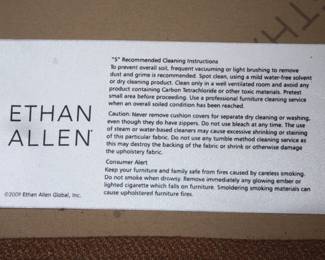 "S" Recommended Cleaning Instructions
To prevent overall soil, frequent vacuuming or light brushing to remove
dust and grime is recommended. Spot clean, using a mild water-free solvent
or dry cleaning product. Clean only in a well ventilated room and avoid any
product containing Carbon Tetrachloride or other toxic materials. Pretest
small area before proceeding. Use a professional furniture cleaning service
when an overall soiled condition has been reached.
ETHAN
ALLEN
Caution: Never remove cushion covers for separate dry cleaning or washing,
even though they do have zippers. Do not use bleach at any time. The use
of steam or water-based cleaners may cause excessive shrinking or staining
of this particular fabric. Do not use any tumble method cleaning service as
this may destroy the backing of the fabric or shrink or otherwise damage
the upholstery fabric.
Consumer Alert
Keep your furniture and family safe from fires caused by careless smoking.
Do not smoke when drowsy. Remove immediately any glowing ember or
lighted cigarette which falls on furniture. Smoldering smoking materials can
cause upholstered furniture fires.
©2009 Ethan Allen Global, Inc.